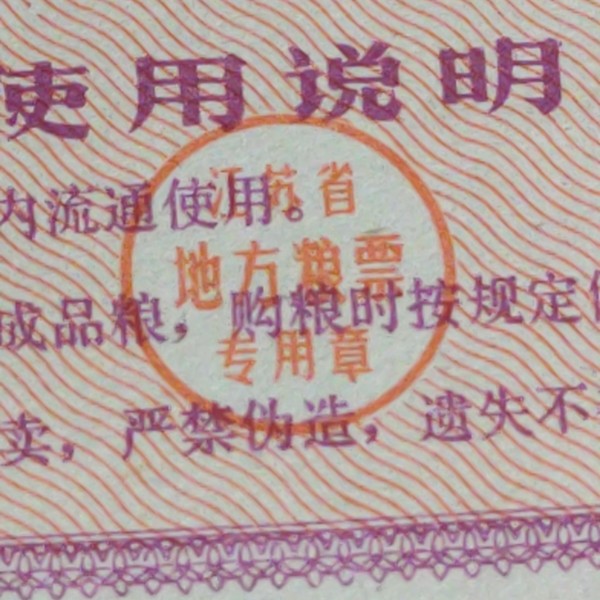 使用说明
内流通使用。
成品粮，购粮时按规定
卖，严禁伪造，遗失不
江苏省
地方粮票
专用章